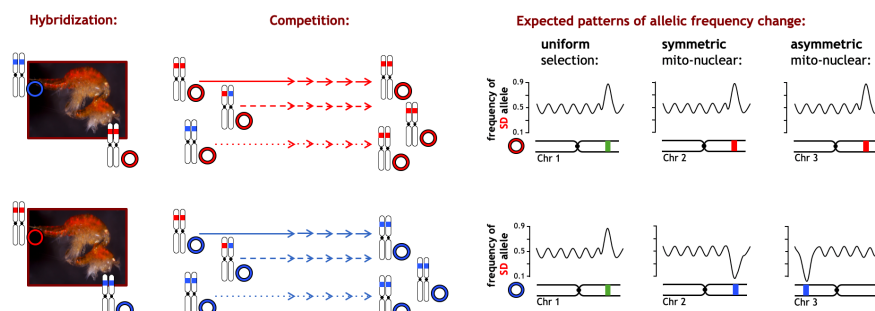 Hybridization:
Competition:
Expected patterns of allelic frequency change:
uniform
selection:
symmetric
mito-nuclear:
asymmetric
mito-nuclear:
frequency of
SD allele
0.9
0.5
0.1
Chr 1
Chr 2
Chr 3
frequency of
SD allele
0.9
0.5
0.1
Chr 1
Chr 2
Chr 3